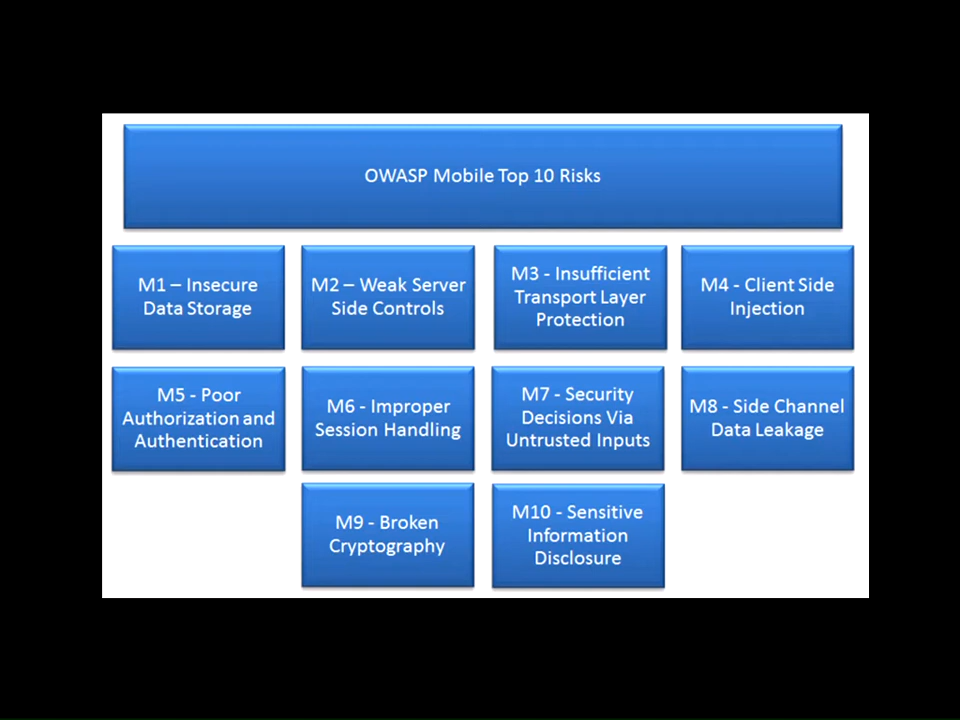 OWASP Mobile Top 10 Risks
M1 – Insecure
Data Storage
M2 – Weak Server
Side Controls
M3 - Insufficient
Transport Layer
Protection
M4 - Client Side
Injection
M5 - Poor
Authorization and
Authentication
M6 - Improper
Session Handling
M7 - Security
Decisions Via
Untrusted Inputs
M8 - Side Channel
Data Leakage
M9 - Broken
Cryptography
M10 - Sensitive
Information
Disclosure